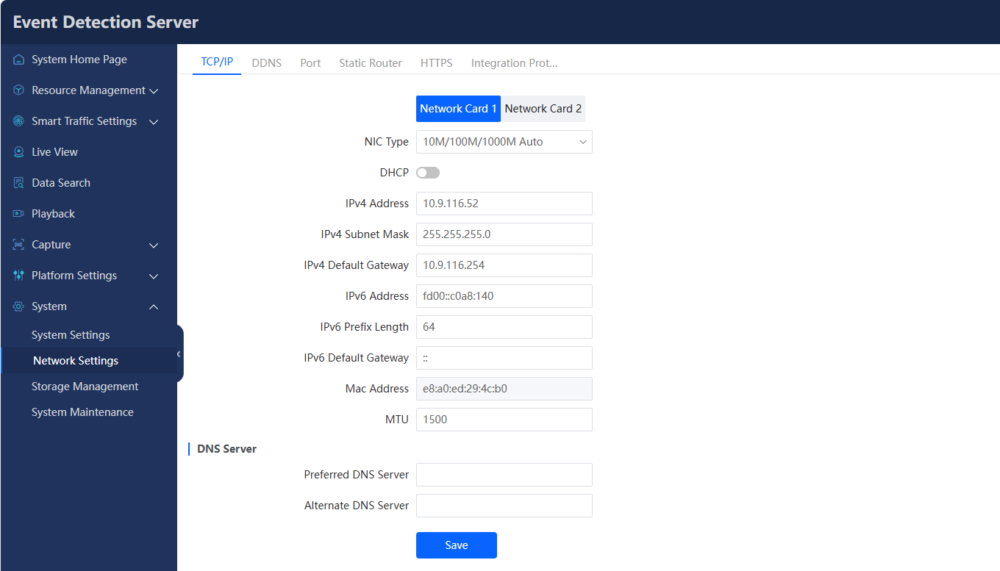 Event Detection Server
System Home Page
Resource Management
Smart Traffic Settings
Live View
Data Search
Playback
Capture
Platform Settings
System
System Settings
Network Settings
Storage Management
System Maintenance
TCP/IP DDNS Port Static Router HTTPS Integration Prot...
Network Card 1 Network Card 2
NIC Type 10M/100M/1000M Auto
DHCP
IPv4 Address 10.9.116.52
IPv4 Subnet Mask 255.255.255.0
IPv4 Default Gateway 10.9.116.254
IPv6 Address fd00::c0a8:140
IPv6 Prefix Length 64
IPv6 Default Gateway ::
Mac Address e8:a0:ed:29:4c:b0
MTU 1500
DNS Server
Preferred DNS Server
Alternate DNS Server
Save